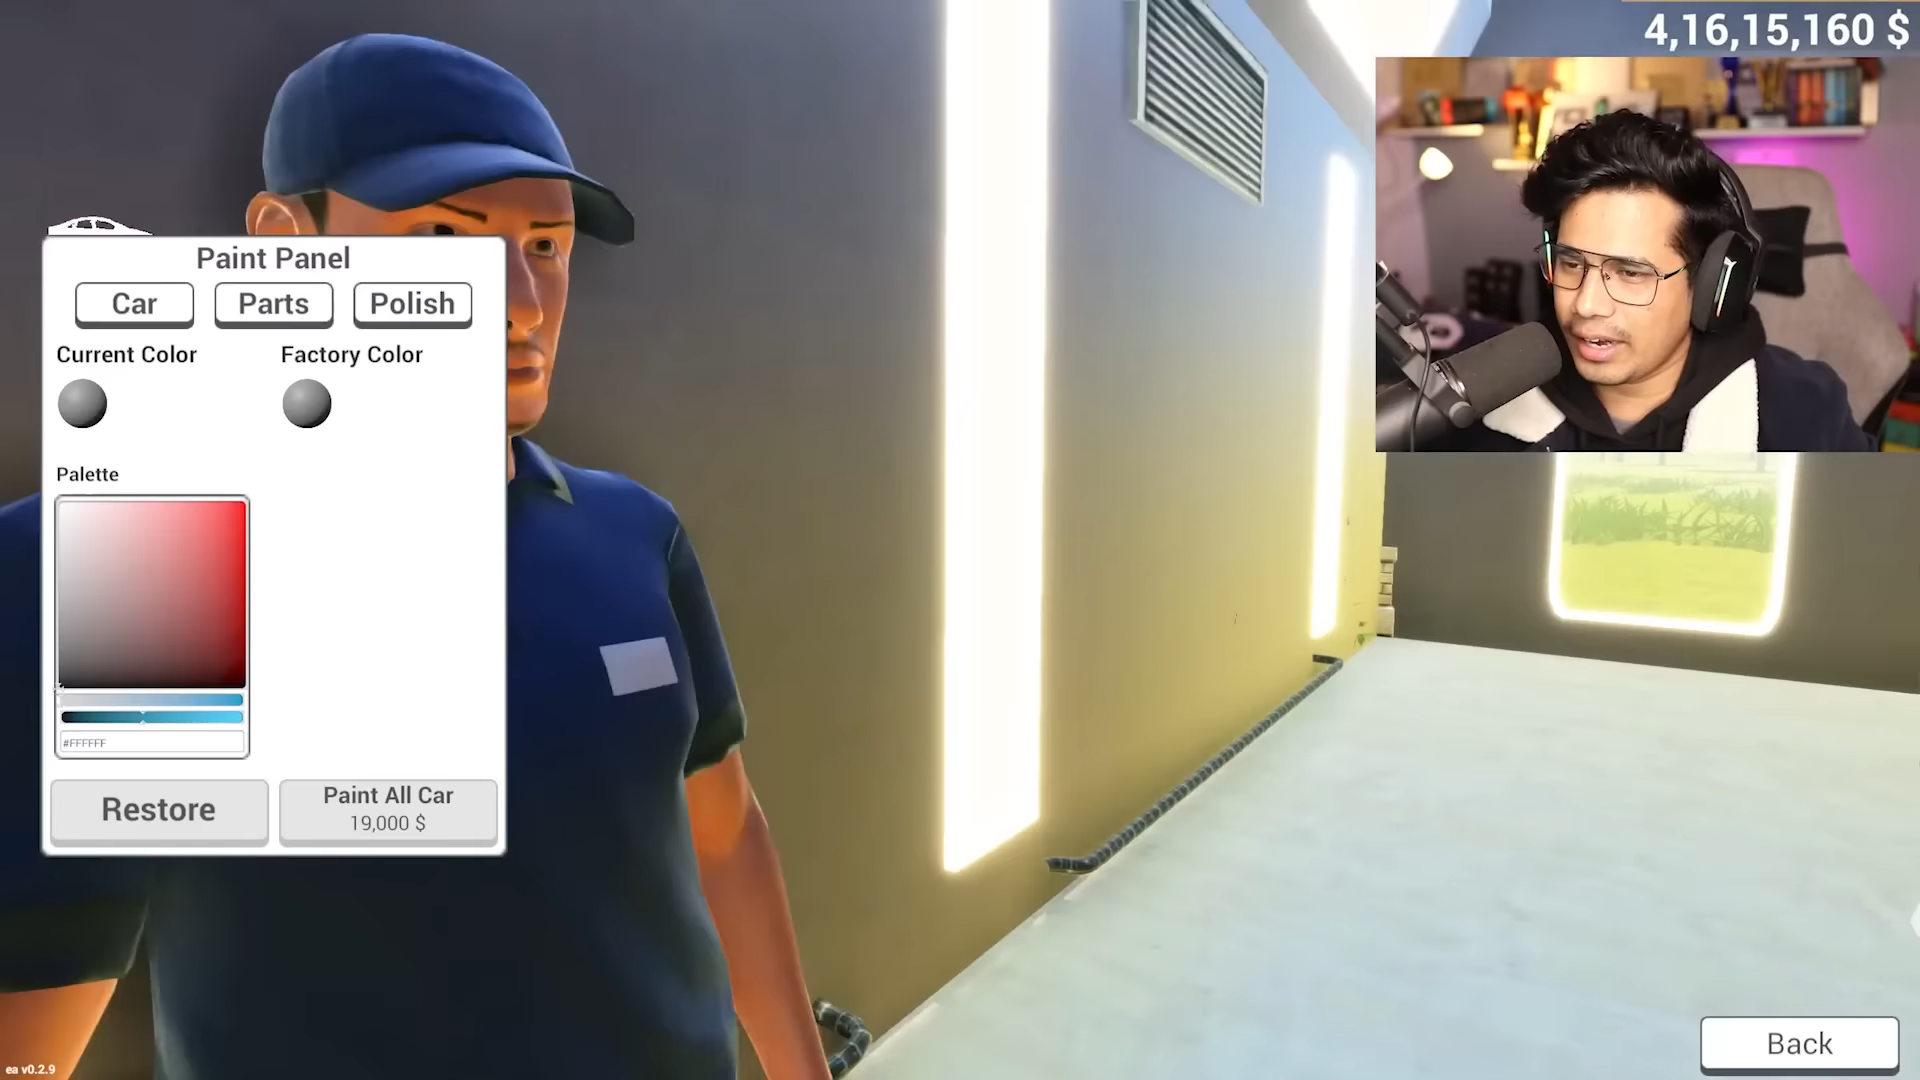 4,16,15,160 $
Paint Panel
Car
Parts
Polish
Current Color
Factory Color
Palette
#FFFFFF
Restore
Paint All Car
19,000 $
Back
ea v0.2.9